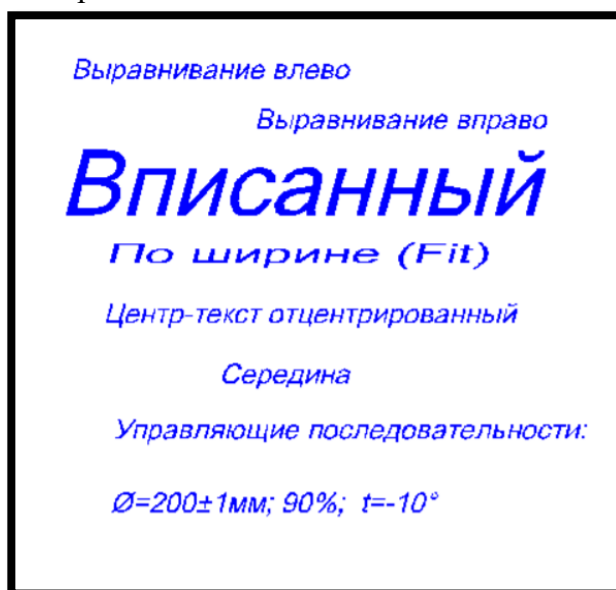 Выравнивание влево
Выравнивание вправо
Вписанный
По ширине (Fit)
Центр-текст отцентрированный
Середина
Управляющие последовательности:
Ø=200±1мм; 90%; t=-10°